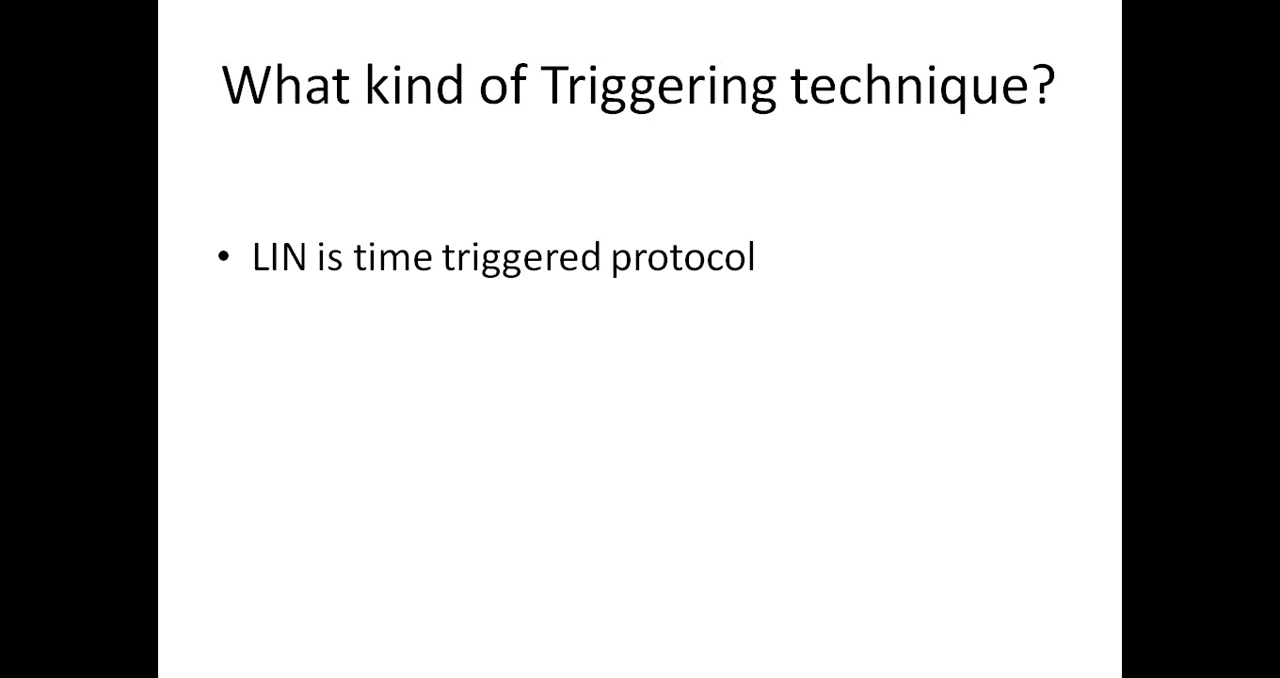 What kind of Triggering technique?
• LIN is time triggered protocol